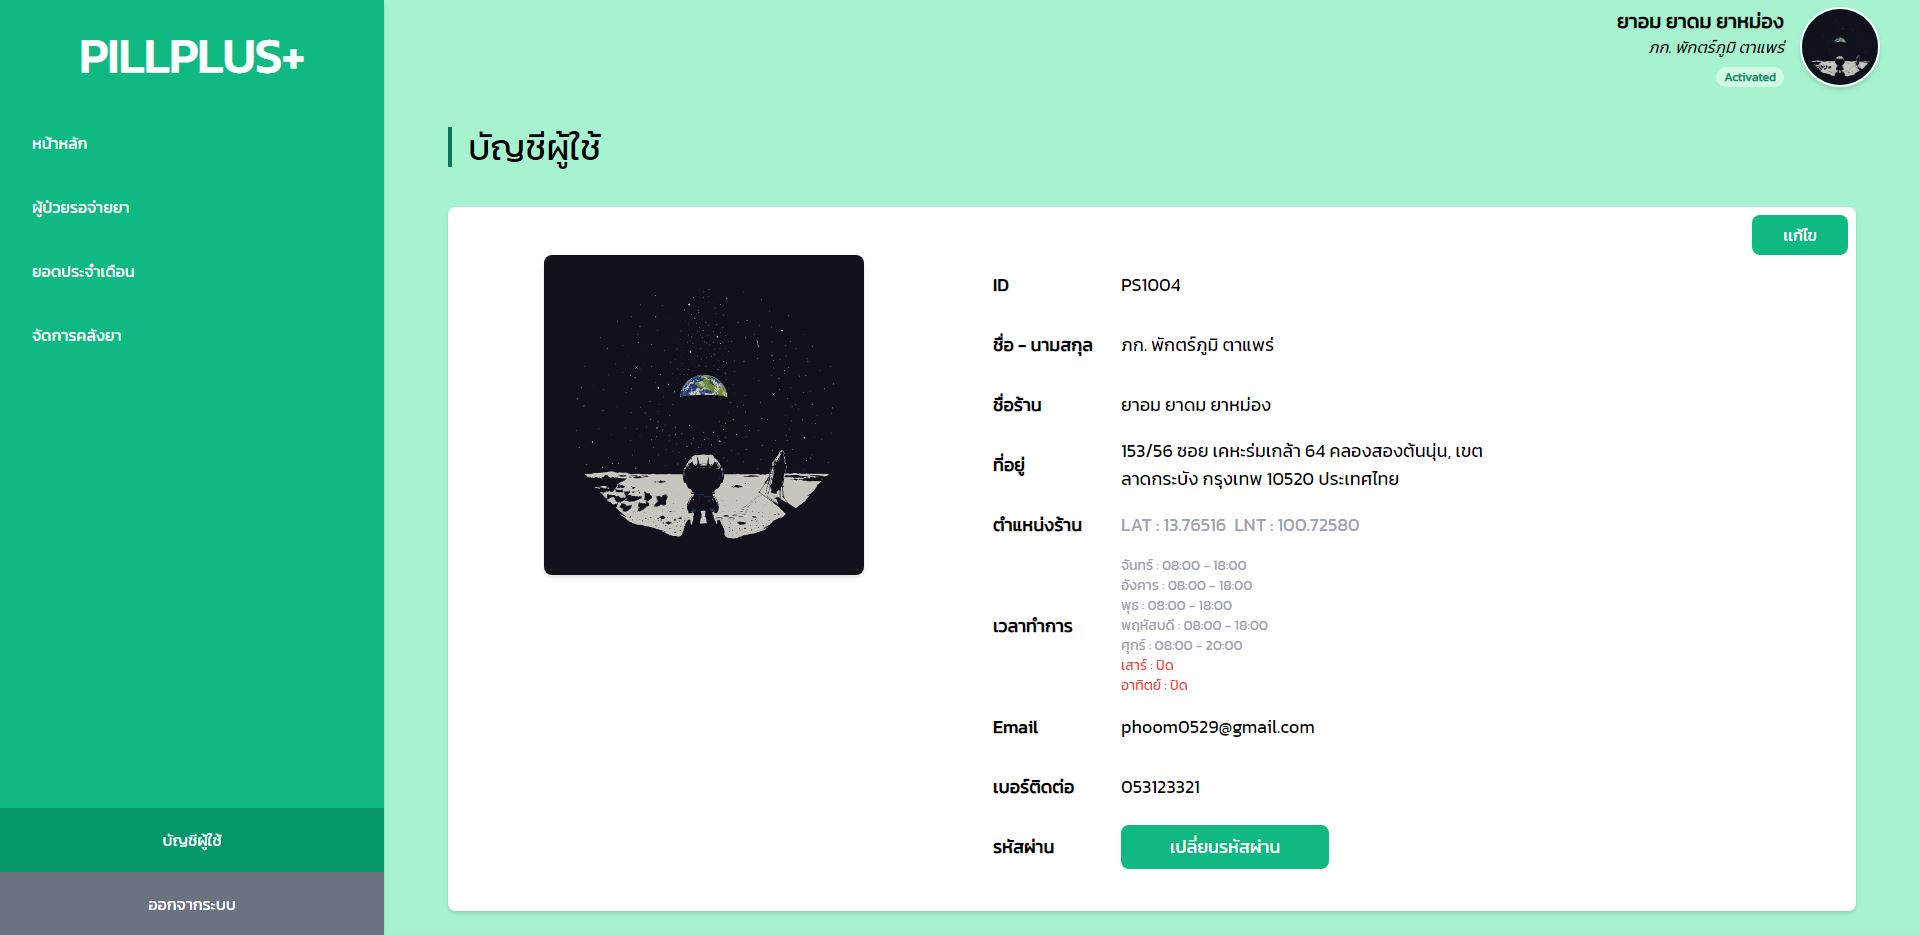 PILLPLUS+
หน้าหลัก
ผู้ป่วยรอจ่ายยา
ยอดประจำเดือน
จัดการคลังยา
บัญชีผู้ใช้
ออกจากระบบ
ยาอม ยาดม ยาหม่อง
ภก. พักตร์ภูมิ ตาแพร่
Activated
บัญชีผู้ใช้
แก้ไข
ID PS1004
ชื่อ - นามสกุล ภก. พักตร์ภูมิ ตาแพร่
ชื่อร้าน ยาอม ยาดม ยาหม่อง
ที่อยู่ 153/56 ซอย เคหะร่มเกล้า 64 คลองสองต้นนุ่น, เขต
ลาดกระบัง กรุงเทพ 10520 ประเทศไทย
ตำแหน่งร้าน LAT : 13.76516 LNT : 100.72580
เวลาทำการ
จันทร์ : 08:00 - 18:00
อังคาร : 08:00 - 18:00
พุธ : 08:00 - 18:00
พฤหัสบดี : 08:00 - 18:00
ศุกร์ : 08:00 - 20:00
เสาร์ : ปิด
อาทิตย์ : ปิด
Email phoom0529@gmail.com
เบอร์ติดต่อ 053123321
รหัสผ่าน เปลี่ยนรหัสผ่าน